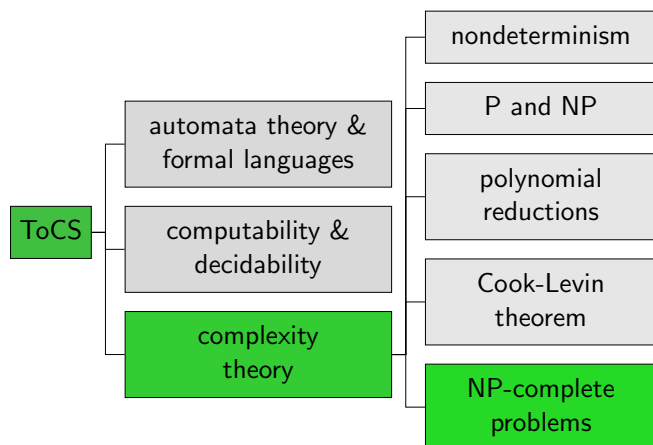 ToCS
automata theory &
formal languages
computability &
decidability
complexity
theory
nondeterminism
P and NP
polynomial
reductions
Cook-Levin
theorem
NP-complete
problems